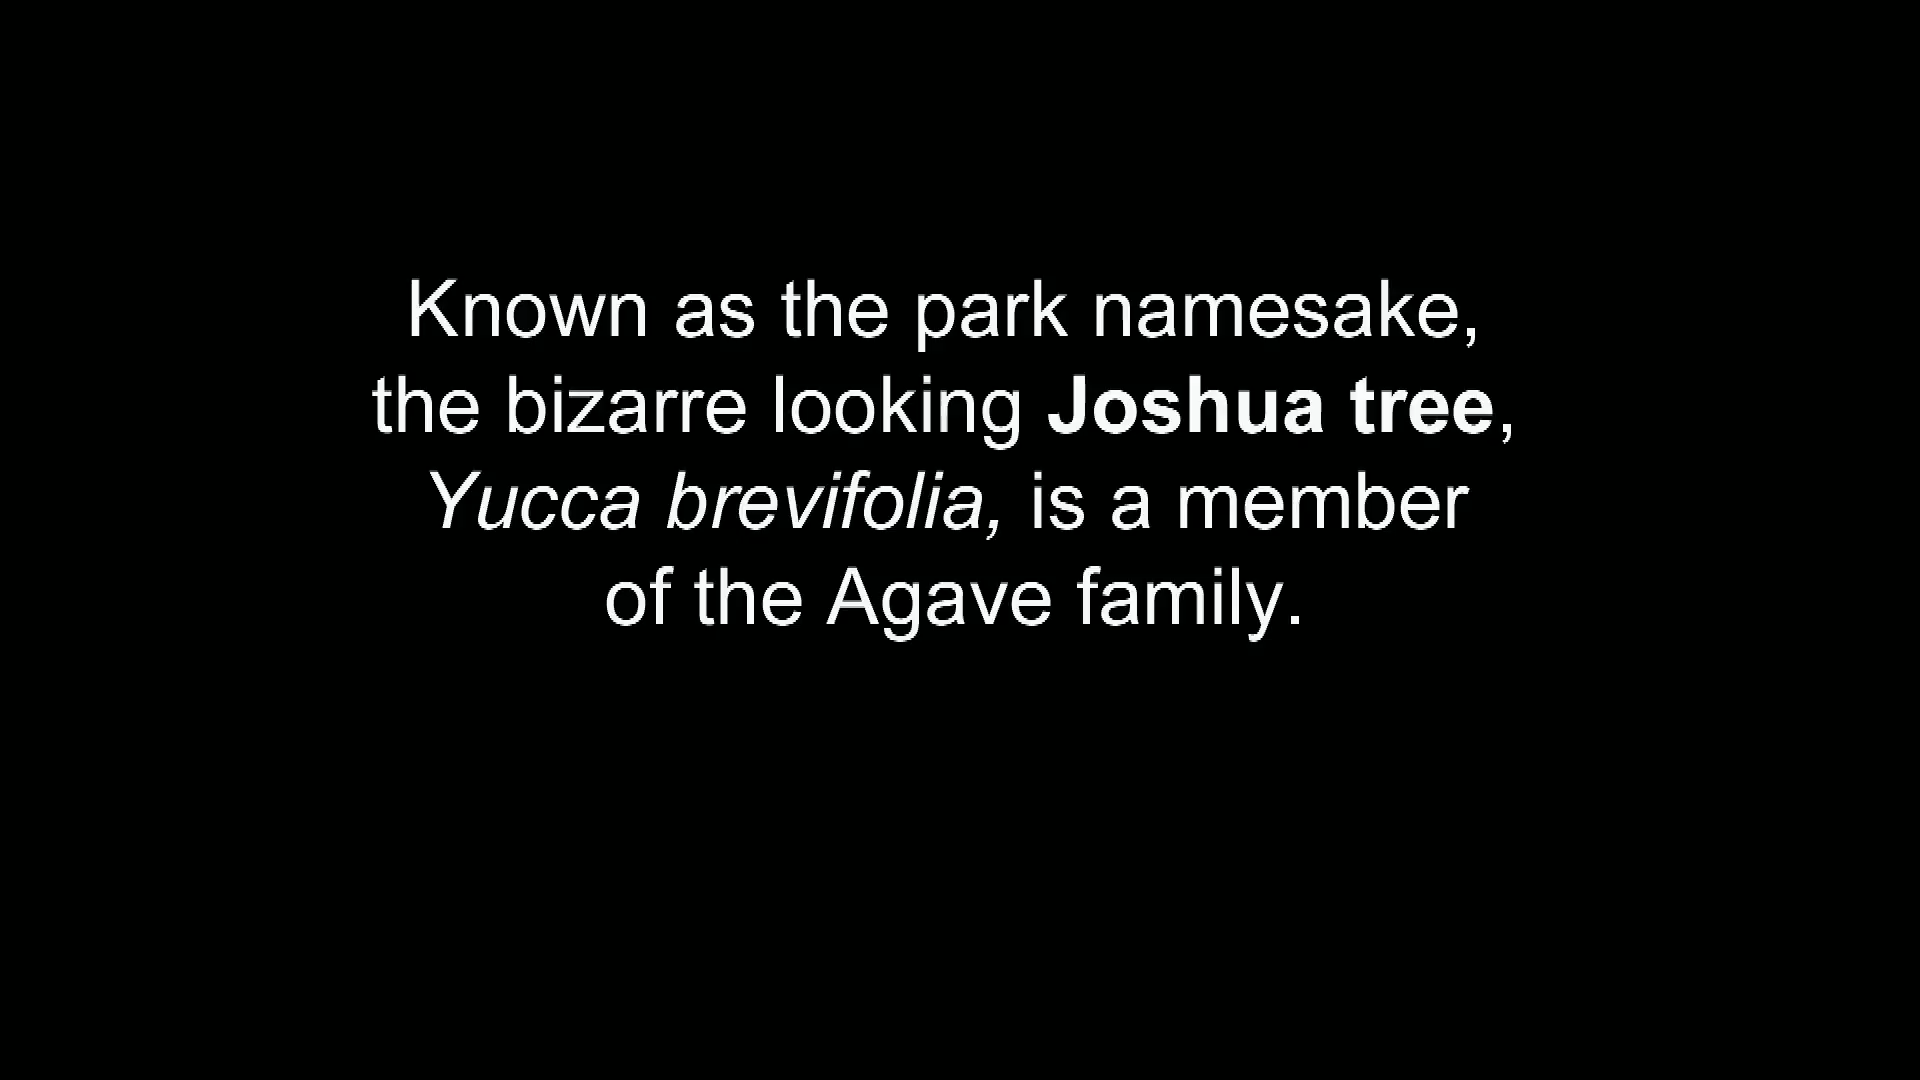 Known as the park namesake,
the bizarre looking Joshua tree,
Yucca brevifolia, is a member
of the Agave family.